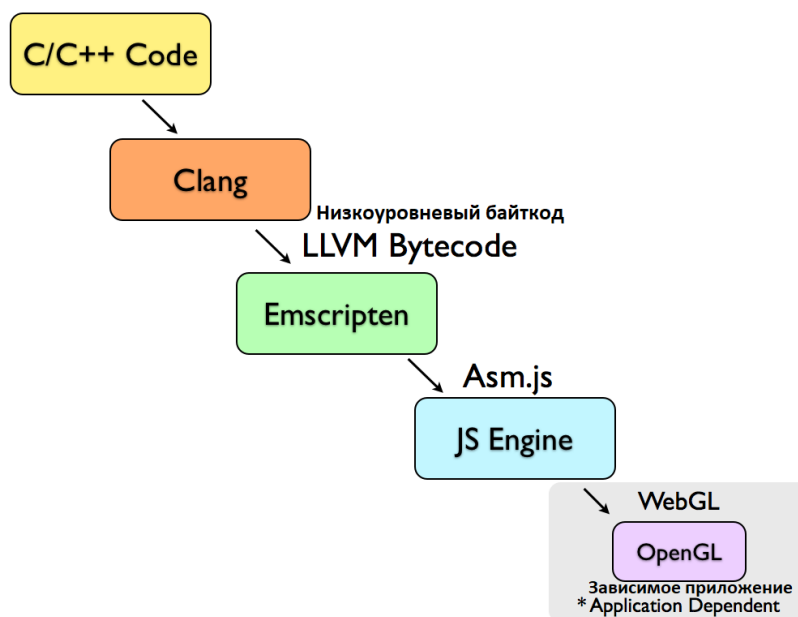 C/C++ Code
Clang
Низкоуровневый байткод
LLVM Bytecode
Emscripten
Asm.js
JS Engine
WebGL
OpenGL
Зависимое приложение
* Application Dependent